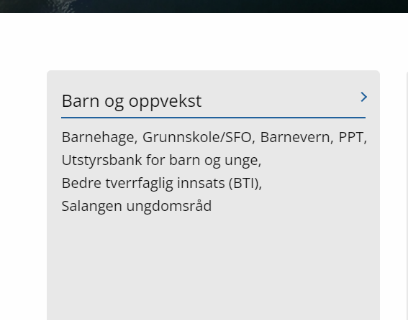 Barn og oppvekst
Barnehage, Grunnskole/SFO, Barnevern, PPT,
Utstyrsbank for barn og unge,
Bedre tverrfaglig innsats (BTI),
Salangen ungdomsråd